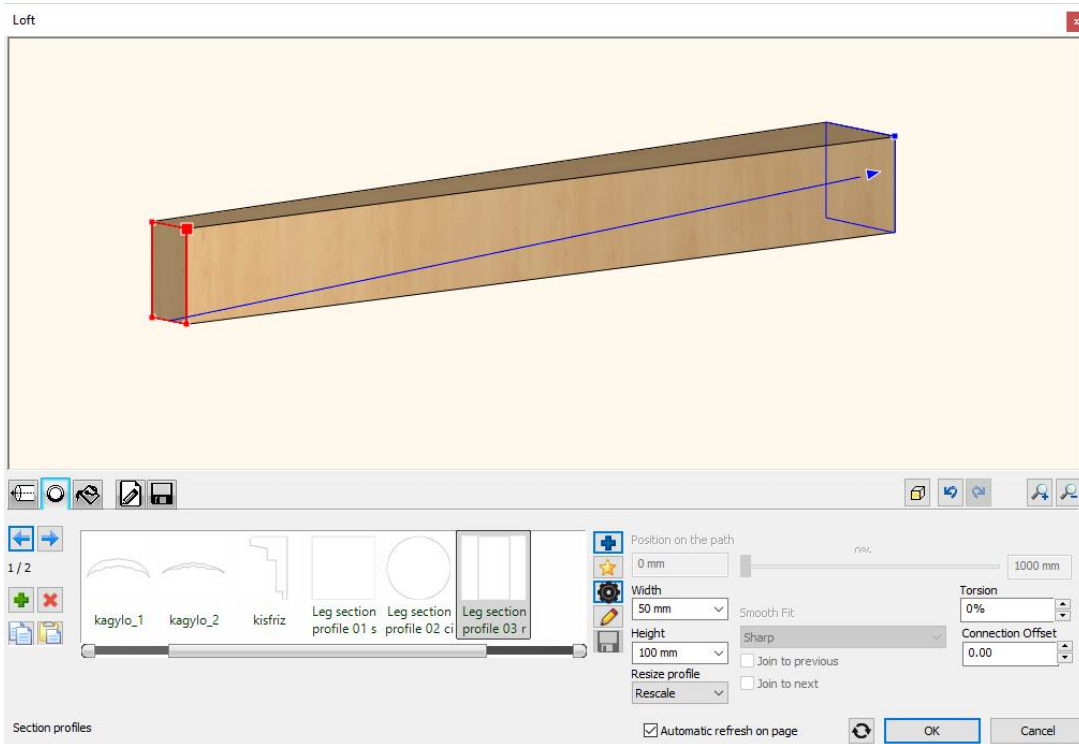 Loft
x
Position on the path
0%
0 mm
1000 mm
1 / 2
Width
50 mm
Smooth Fit
Sharp
Torsion
0%
Height
100 mm
Join to previous
Join to next
Connection Offset
0.00
Resize profile
Rescale
kagylo_1
kagylo_2
kisfriz
Leg section
profile 01 s
Leg section
profile 02 ci
Leg section
profile 03 r
Section profiles
Automatic refresh on page
OK
Cancel